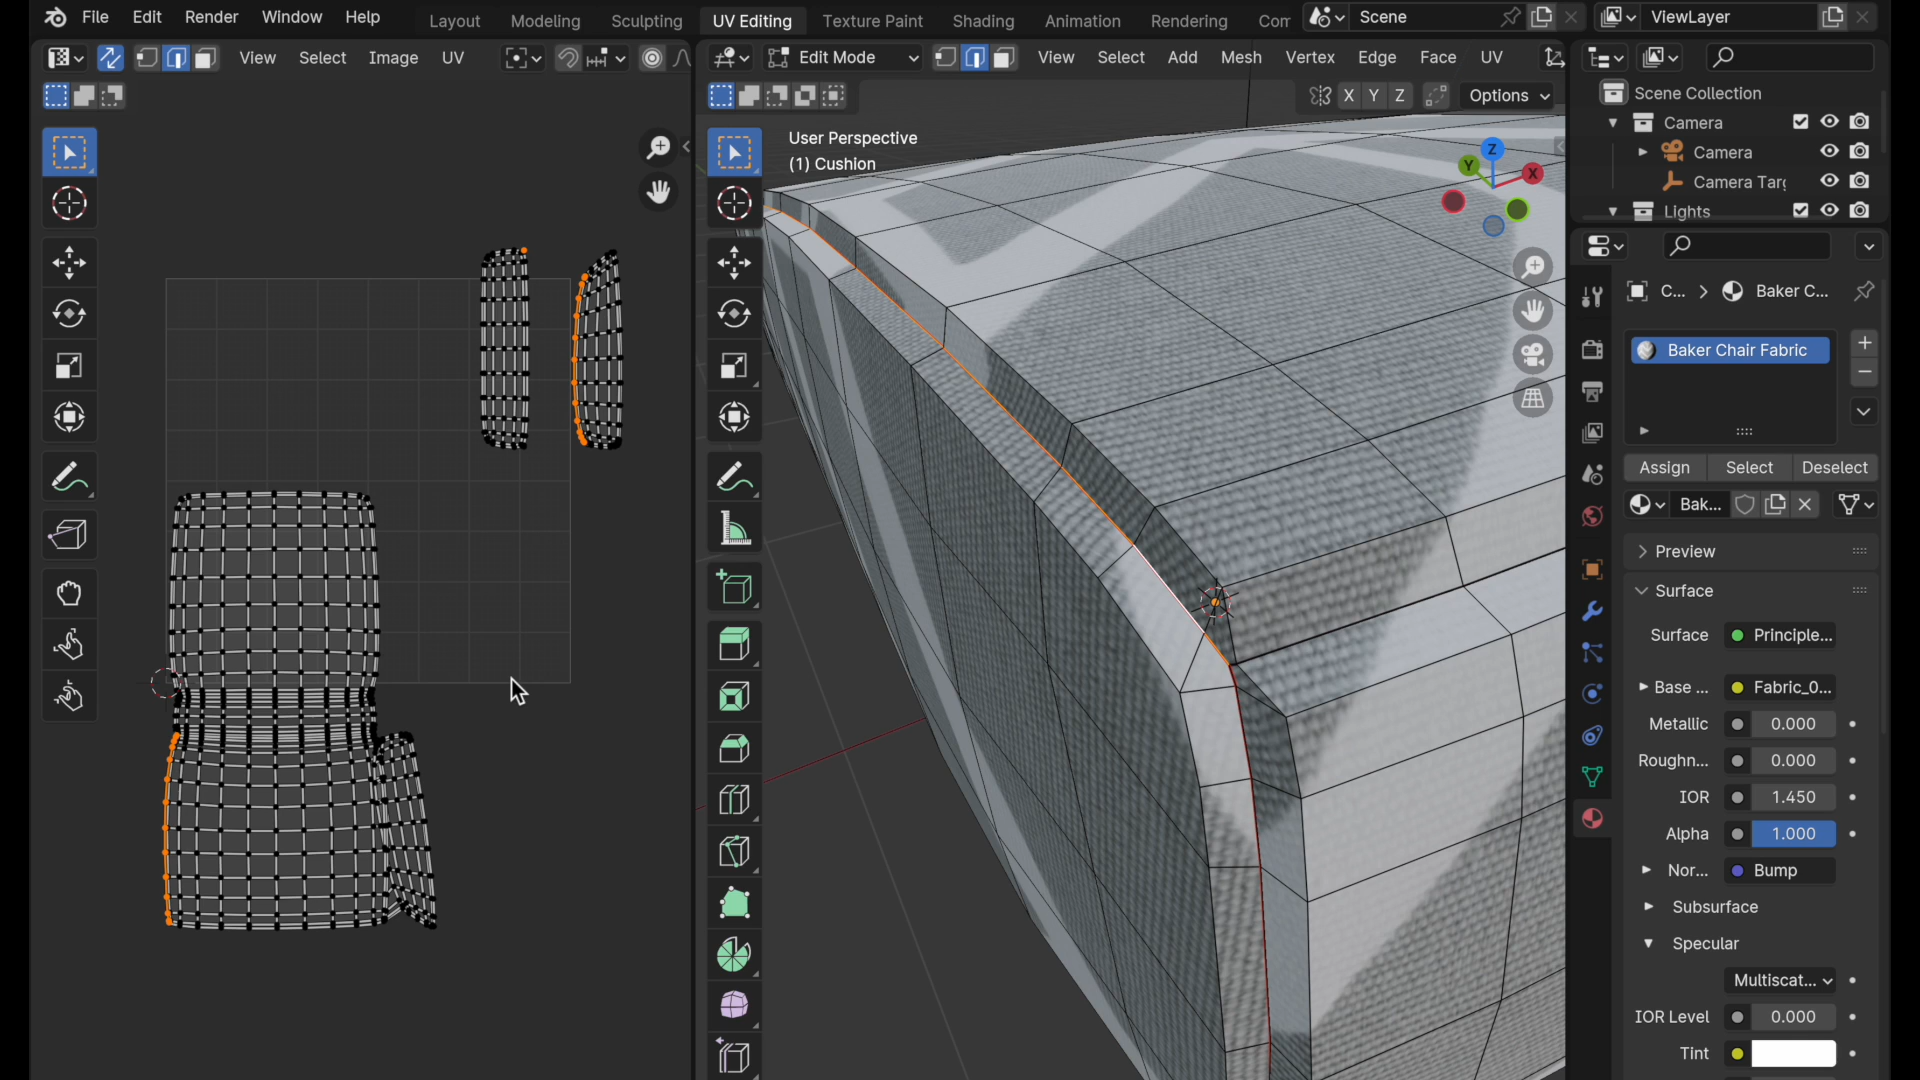 File Edit Render Window Help
Layout Modeling Sculpting UV Editing Texture Paint Shading Animation Rendering Con
Scene
ViewLayer
View Select Image UV
Edit Mode
View Select Add Mesh Vertex Edge Face UV
X Y Z
Options
User Perspective
(1) Cushion
Z
Y
X
Scene Collection
Camera
Camera
Camera Targ
Lights
C... Baker C...
Baker Chair Fabric
Assign Select Deselect
Bak...
Preview
Surface
Surface Principle...
Base ... Fabric_0...
Metallic 0.000
Roughn... 0.000
IOR 1.450
Alpha 1.000
Nor... Bump
Subsurface
Specular
Multiscat...
IOR Level 0.000
Tint